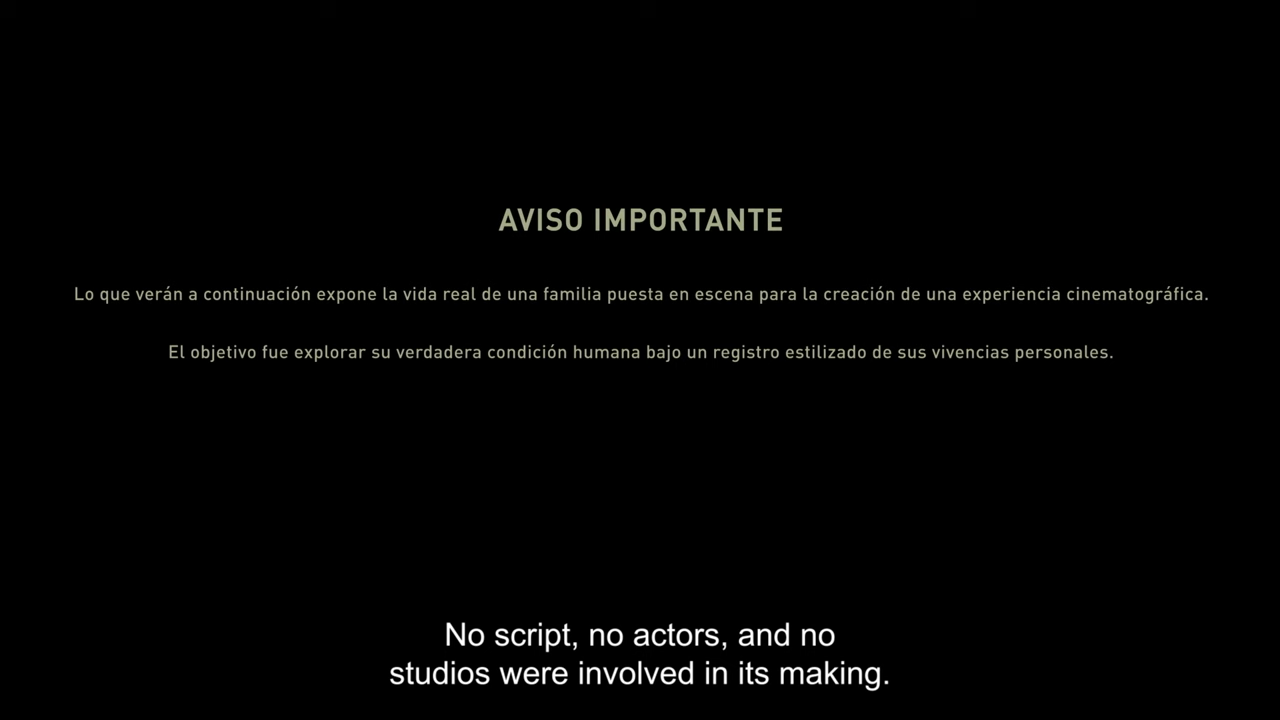 AVISO IMPORTANTE
Lo que verán a continuación expone la vida real de una familia puesta en escena para la creación de una experiencia cinematográfica.
El objetivo fue explorar su verdadera condición humana bajo un registro estilizado de sus vivencias personales.
No script, no actors, and no
studios were involved in its making.